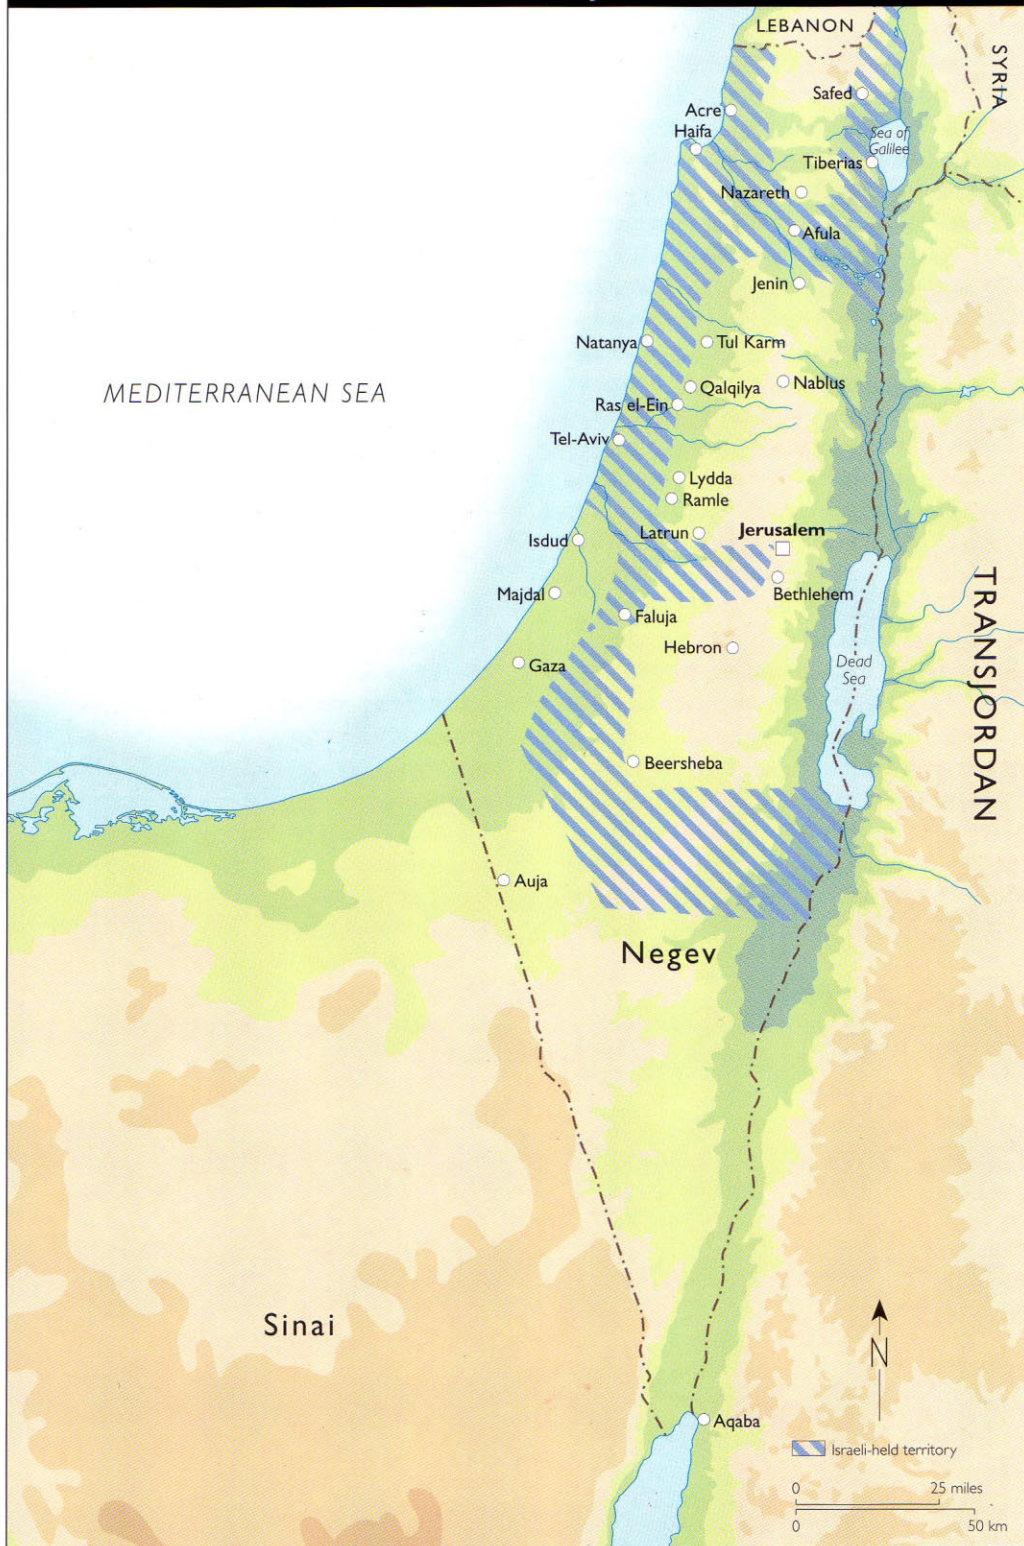 LEBANON
SYRIA
Safed
Acre
Haifa
Sea of
Galilee
Tiberias
Nazareth
Afula
Jenin
Natanya
Tul Karm
MEDITERRANEAN SEA
Qalqilya
Nablus
Ras el-Ein
Tel-Aviv
Lydda
Ramle
Latrun
Jerusalem
Isdud
TRANSJORDAN
Majdal
Bethlehem
Faluja
Hebron
Gaza
Dead
Sea
Beersheba
Auja
Negev
Sinai
N
Aqaba
Israeli-held territory
0 25 miles
0 50 km